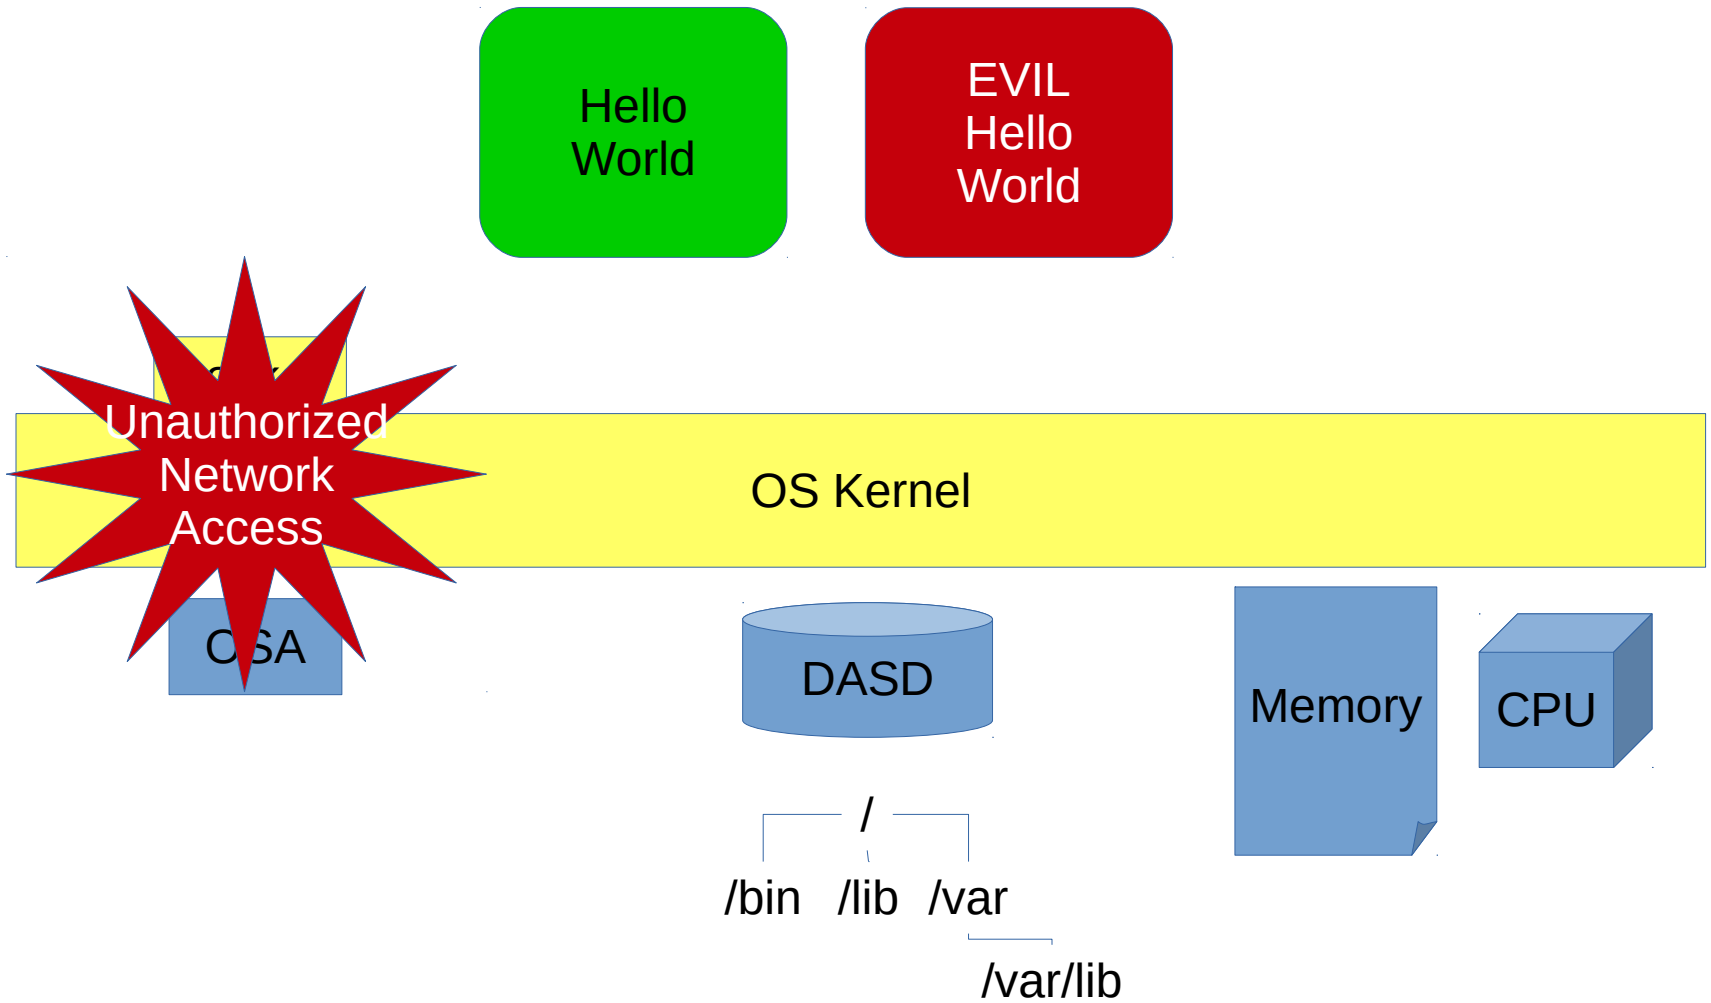 Hello
World
EVIL
Hello
World
Unauthorized
Network
Access
OS Kernel
OSA
DASD
Memory
CPU
/
/bin
/lib
/var
/var/lib